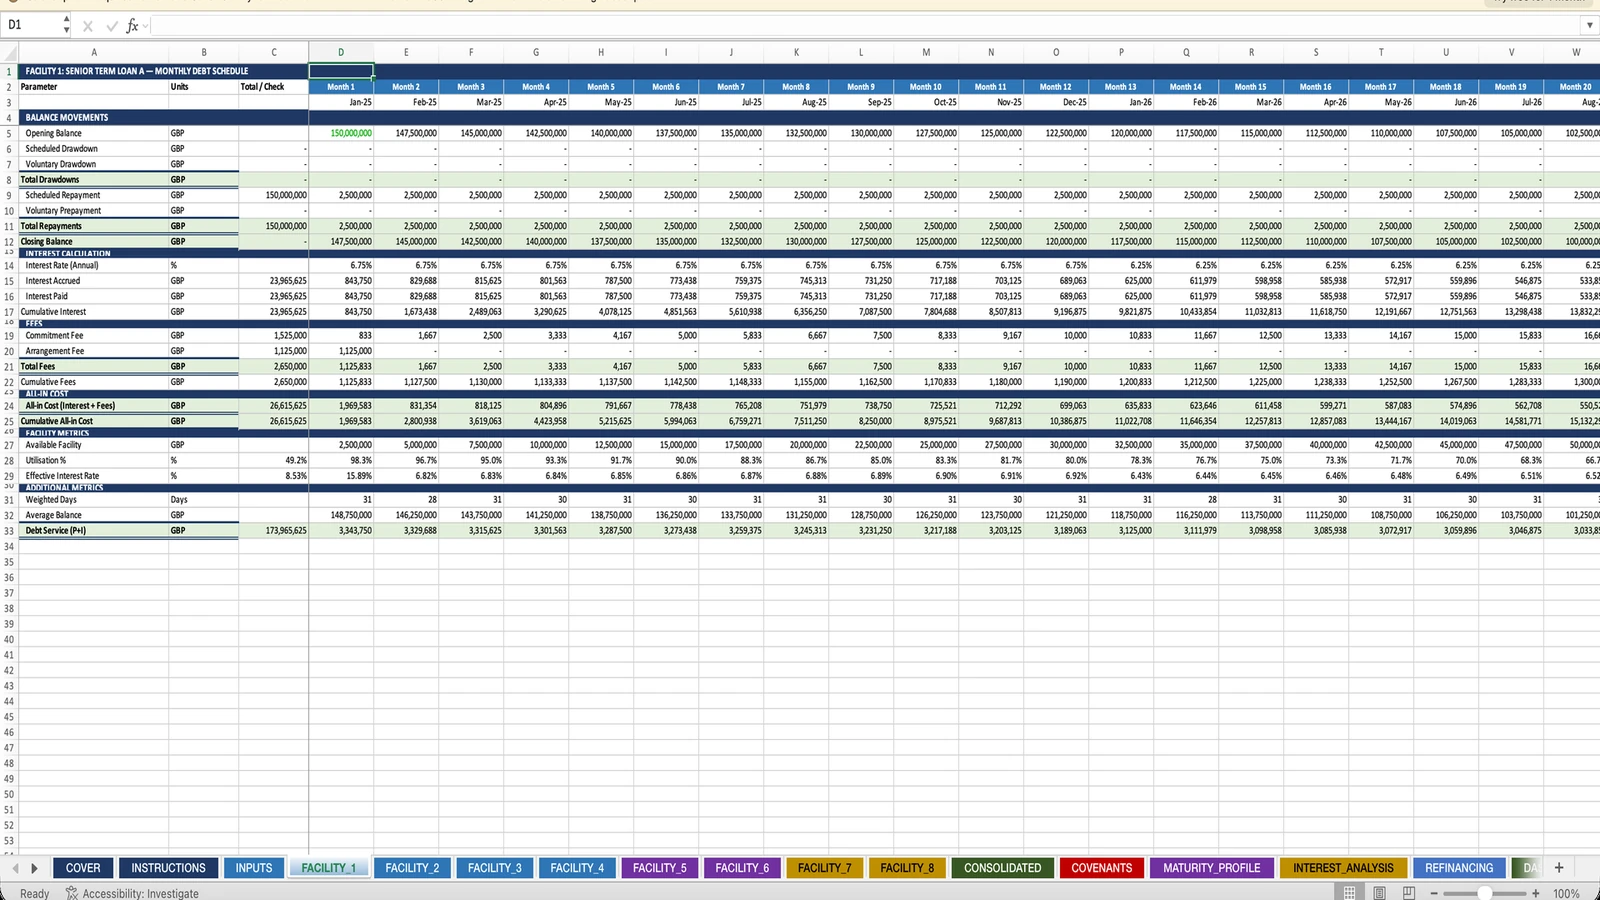 D1
fx
A B C D E F G H I J K L M N O P Q R S T U V W
1 FACILITY 1: SENIOR TERM LOAN A — MONTHLY DEBT SCHEDULE
2 Parameter Units Total / Check Month 1 Month 2 Month 3 Month 4 Month 5 Month 6 Month 7 Month 8 Month 9 Month 10 Month 11 Month 12 Month 13 Month 14 Month 15 Month 16 Month 17 Month 18 Month 19 Month 20
3 Jan-25 Feb-25 Mar-25 Apr-25 May-25 Jun-25 Jul-25 Aug-25 Sep-25 Oct-25 Nov-25 Dec-25 Jan-26 Feb-26 Mar-26 Apr-26 May-26 Jun-26 Jul-26
4 BALANCE MOVEMENTS
5 Opening Balance GBP 150,000,000 147,500,000 145,000,000 142,500,000 140,000,000 137,500,000 135,000,000 132,500,000 130,000,000 127,500,000 125,000,000 122,500,000 120,000,000 117,500,000 115,000,000 112,500,000 110,000,000 107,500,000 105,000,000
6 Scheduled Drawdown GBP - - - - - - - - - - - - - - - - - - - -
7 Voluntary Drawdown GBP - - - - - - - - - - - - - - - - - - - -
8 Total Drawdowns GBP - - - - - - - - - - - - - - - - - - - -
9 Scheduled Repayment GBP 150,000,000 2,500,000 2,500,000 2,500,000 2,500,000 2,500,000 2,500,000 2,500,000 2,500,000 2,500,000 2,500,000 2,500,000 2,500,000 2,500,000 2,500,000 2,500,000 2,500,000 2,500,000 2,500,000 2,500,000
10 Voluntary Prepayment GBP - - - - - - - - - - - - - - - - - - - -
11 Total Repayments GBP 150,000,000 2,500,000 2,500,000 2,500,000 2,500,000 2,500,000 2,500,000 2,500,000 2,500,000 2,500,000 2,500,000 2,500,000 2,500,000 2,500,000 2,500,000 2,500,000 2,500,000 2,500,000 2,500,000 2,500,000
12 Closing Balance GBP - 147,500,000 145,000,000 142,500,000 140,000,000 137,500,000 135,000,000 132,500,000 130,000,000 127,500,000 125,000,000 122,500,000 120,000,000 117,500,000 115,000,000 112,500,000 110,000,000 107,500,000 105,000,000 102,500,000
13 INTEREST CALCULATION
14 Interest Rate (Annual) % 6.75% 6.75% 6.75% 6.75% 6.75% 6.75% 6.75% 6.75% 6.75% 6.75% 6.75% 6.75% 6.25% 6.25% 6.25% 6.25% 6.25% 6.25% 6.25%
15 Interest Accrued GBP 23,965,625 843,750 829,688 815,625 801,563 787,500 773,438 759,375 745,313 731,250 717,188 703,125 689,063 625,000 611,979 598,958 585,938 572,917 559,896 546,875
16 Interest Paid GBP 23,965,625 843,750 829,688 815,625 801,563 787,500 773,438 759,375 745,313 731,250 717,188 703,125 689,063 625,000 611,979 598,958 585,938 572,917 559,896 546,875
17 Cumulative Interest GBP 23,965,625 843,750 1,673,438 2,489,063 3,290,625 4,078,125 4,851,563 5,610,938 6,356,250 7,087,500 7,804,688 8,507,813 9,196,875 9,821,875 10,433,854 11,032,813 11,618,750 12,191,667 12,751,563 13,298,438
18 FEES
19 Commitment Fee GBP 1,525,000 833 1,667 2,500 3,333 4,167 5,000 5,833 6,667 7,500 8,333 9,167 10,000 10,833 11,667 12,500 13,333 14,167 15,000 15,833
20 Arrangement Fee GBP 1,125,000 1,125,000 - - - - - - - - - - - - - - - - - -
21 Total Fees GBP 2,650,000 1,125,833 1,667 2,500 3,333 4,167 5,000 5,833 6,667 7,500 8,333 9,167 10,000 10,833 11,667 12,500 13,333 14,167 15,000 15,833
22 Cumulative Fees GBP 2,650,000 1,125,833 1,127,500 1,130,000 1,133,333 1,137,500 1,142,500 1,148,333 1,155,000 1,162,500 1,170,833 1,180,000 1,190,000 1,200,833 1,212,500 1,225,000 1,238,333 1,252,500 1,267,500 1,283,333
23 ALL-IN COST
24 All-in Cost (Interest + Fees) GBP 26,615,625 1,969,583 831,354 818,125 804,896 791,667 778,438 765,208 751,979 738,750 725,521 712,292 699,063 635,833 623,646 611,458 599,271 587,083 574,896 562,708
25 Cumulative All-in Cost GBP 26,615,625 1,969,583 2,800,938 3,619,063 4,423,958 5,215,625 5,994,063 6,759,271 7,511,250 8,250,000 8,975,521 9,687,813 10,386,875 11,022,708 11,646,354 12,257,813 12,857,083 13,444,167 14,019,063 14,581,771
26 FACILITY METRICS
27 Available Facility GBP 2,500,000 5,000,000 7,500,000 10,000,000 12,500,000 15,000,000 17,500,000 20,000,000 22,500,000 25,000,000 27,500,000 30,000,000 32,500,000 35,000,000 37,500,000 40,000,000 42,500,000 45,000,000 47,500,000
28 Utilisation % % 49.2% 98.3% 96.7% 95.0% 93.3% 91.7% 90.0% 88.3% 86.7% 85.0% 83.3% 81.7% 80.0% 78.3% 76.7% 75.0% 73.3% 71.7% 70.0% 68.3%
29 Effective Interest Rate % 8.53% 15.89% 6.82% 6.83% 6.84% 6.85% 6.86% 6.87% 6.88% 6.89% 6.90% 6.91% 6.92% 6.43% 6.44% 6.45% 6.46% 6.48% 6.49% 6.51%
30 ADDITIONAL METRICS
31 Weighted Days Days 31 28 31 30 31 30 31 31 30 31 30 31 31 28 31 30 31 30 31
32 Average Balance GBP 148,750,000 146,250,000 143,750,000 141,250,000 138,750,000 136,250,000 133,750,000 131,250,000 128,750,000 126,250,000 123,750,000 121,250,000 118,750,000 116,250,000 113,750,000 111,250,000 108,750,000 106,250,000 103,750,000
33 Debt Service (P+I) GBP 173,965,625 3,343,750 3,329,688 3,315,625 3,301,563 3,287,500 3,273,438 3,259,375 3,245,313 3,231,250 3,217,188 3,203,125 3,189,063 3,125,000 3,111,979 3,098,958 3,085,938 3,072,917 3,059,896 3,046,875
34
35
36
37
38
39
40
41
42
43
44
45
46
47
48
49
50
51
52
53
COVER INSTRUCTIONS INPUTS FACILITY_1 FACILITY_2 FACILITY_3 FACILITY_4 FACILITY_5 FACILITY_6 FACILITY_7 FACILITY_8 CONSOLIDATED COVENANTS MATURITY_PROFILE INTEREST_ANALYSIS REFINANCING +
Ready Accessibility: Investigate − + 100%